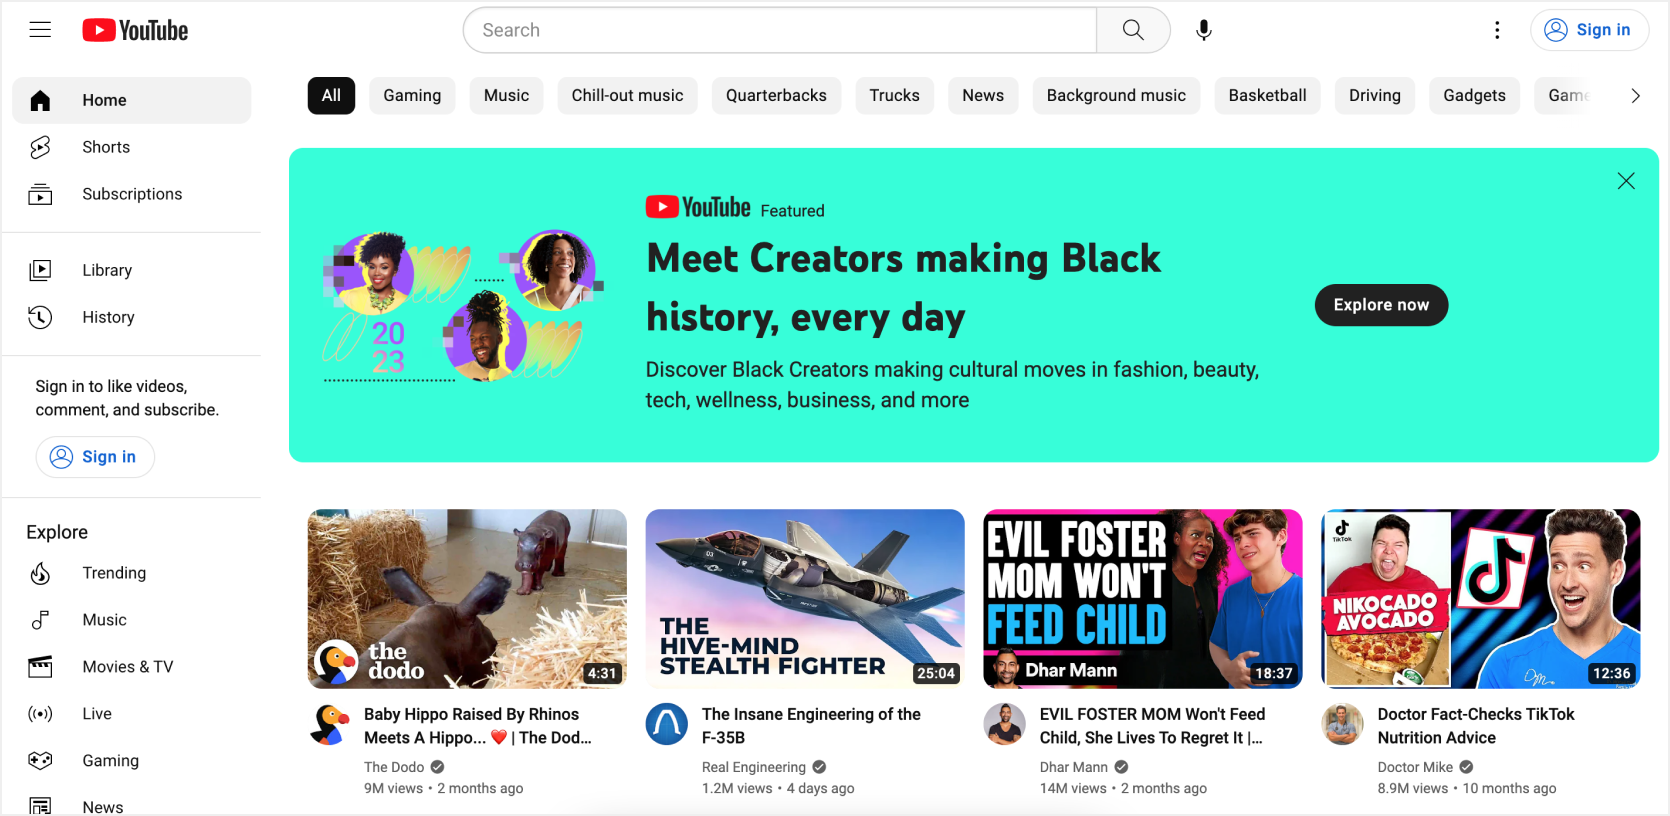 YouTube
Search
Sign in
Home
Shorts
Subscriptions
Library
History
Sign in to like videos,
comment, and subscribe.
Sign in
Explore
Trending
Music
Movies & TV
Live
Gaming
News
All
Gaming
Music
Chill-out music
Quarterbacks
Trucks
News
Background music
Basketball
Driving
Gadgets
Game
2023
YouTube Featured
Meet Creators making Black
history, every day
Discover Black Creators making cultural moves in fashion, beauty,
tech, wellness, business, and more
Explore now
the
dodo
4:31
Baby Hippo Raised By Rhinos
Meets A Hippo... ❤️ | The Dod...
The Dodo
9M views • 2 months ago
THE
HIVE-MIND
STEALTH FIGHTER
25:04
The Insane Engineering of the
F-35B
Real Engineering
1.2M views • 4 days ago
EVIL FOSTER
MOM WON'T
FEED CHILD
Dhar Mann
18:37
EVIL FOSTER MOM Won't Feed
Child, She Lives To Regret It |...
Dhar Mann
14M views • 2 months ago
TikTok
NIKOCADO
AVOCADO
12:36
Doctor Fact-Checks TikTok
Nutrition Advice
Doctor Mike
8.9M views • 10 months ago